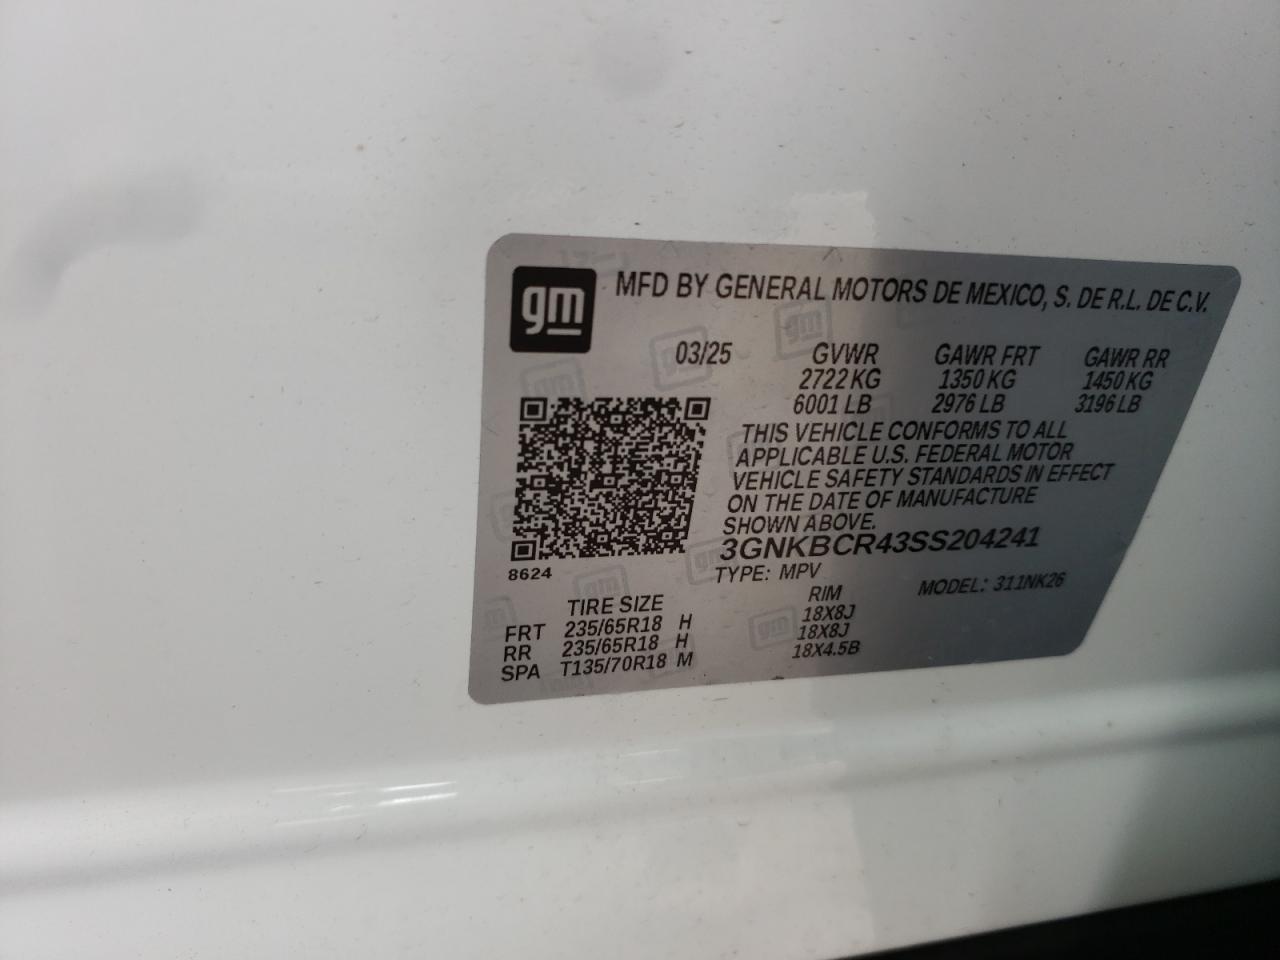 gm
MFD BY GENERAL MOTORS DE MEXICO, S. DE R.L. DE C.V.
03/25 GVWR GAWR FRT GAWR RR
2722 KG 1350 KG 1450 KG
6001 LB 2976 LB 3196 LB
THIS VEHICLE CONFORMS TO ALL
APPLICABLE U.S. FEDERAL MOTOR
VEHICLE SAFETY STANDARDS IN EFFECT
ON THE DATE OF MANUFACTURE
SHOWN ABOVE.
3GNKBCR43SS204241
8624
TYPE: MPV MODEL: 311NK26
TIRE SIZE RIM
FRT 235/65R18 H 18X8J
RR 235/65R18 H 18X8J
SPA T135/70R18 M 18X4.5B